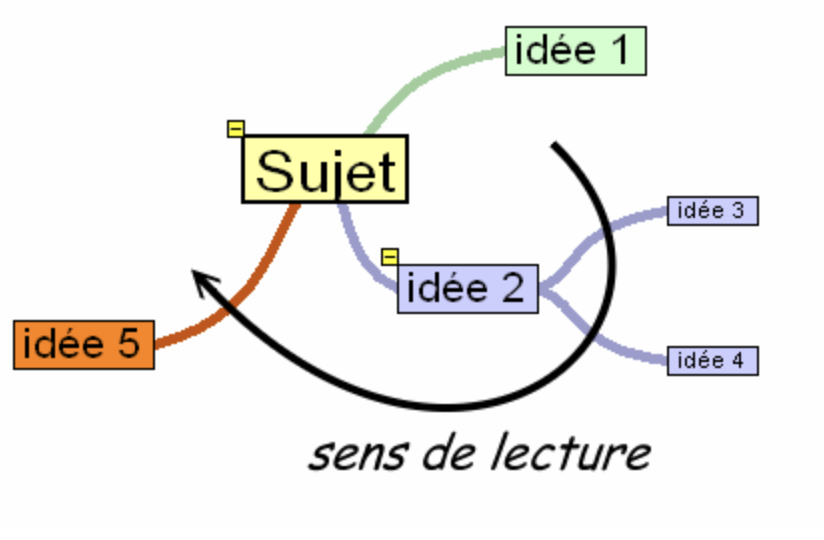 idée 1
Sujet
idée 3
idée 2
idée 4
idée 5
sens de lecture